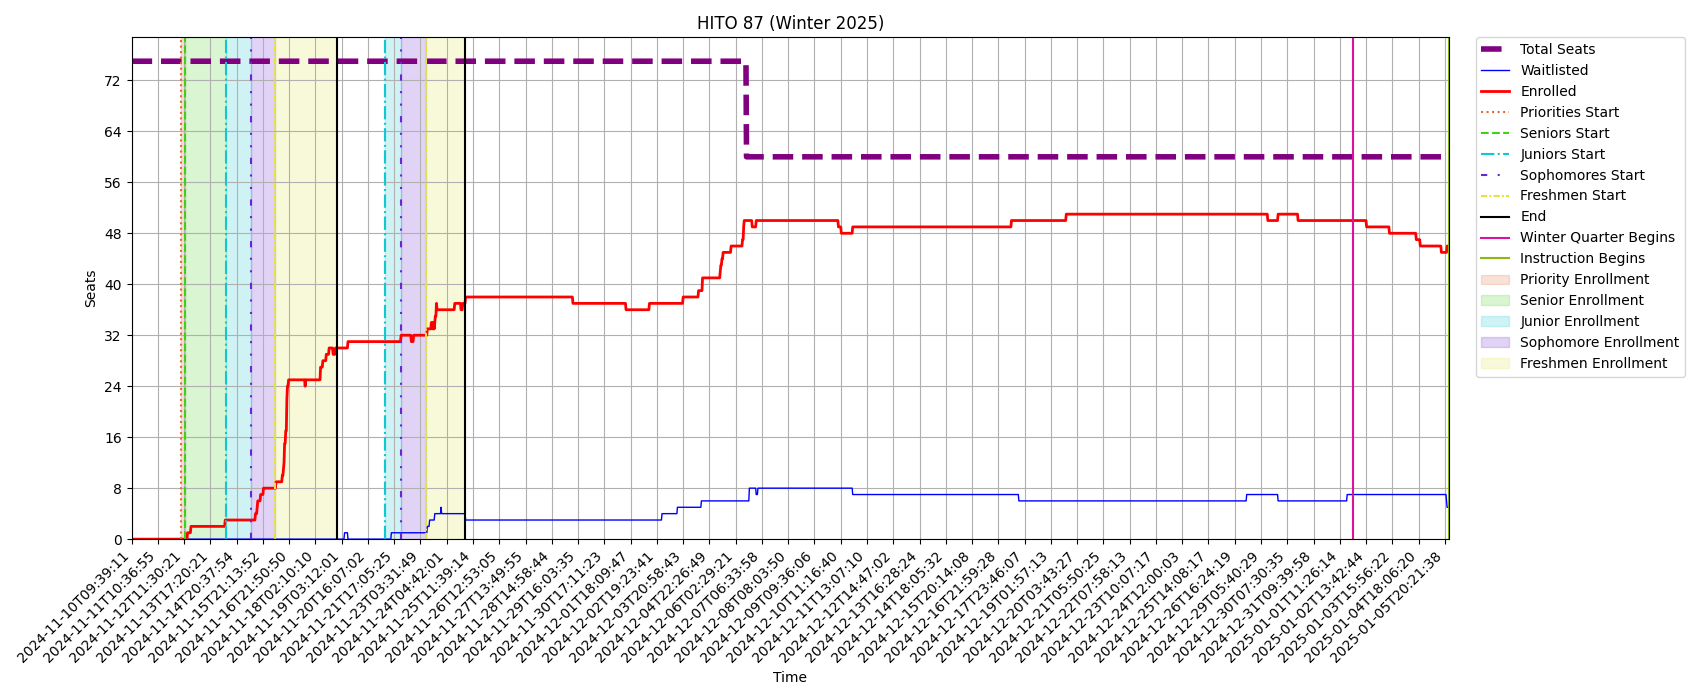 HITO 87 (Winter 2025)
Seats
72
64
56
48
40
32
24
16
8
0
2024-11-10T09:39:11
2024-11-11T10:36:55
2024-11-12T11:30:21
2024-11-13T17:20:21
2024-11-14T20:37:54
2024-11-15T21:13:52
2024-11-16T21:50:50
2024-11-18T02:10:10
2024-11-19T03:12:01
2024-11-20T16:07:02
2024-11-21T17:05:25
2024-11-23T03:31:49
2024-11-24T04:42:01
2024-11-25T11:39:14
2024-11-26T12:53:05
2024-11-27T13:49:55
2024-11-28T14:58:44
2024-11-29T16:03:35
2024-11-30T17:11:23
2024-12-01T18:09:47
2024-12-02T19:23:41
2024-12-03T20:58:43
2024-12-04T22:26:49
2024-12-06T02:29:21
2024-12-07T06:33:58
2024-12-08T08:03:50
2024-12-09T09:36:06
2024-12-10T11:16:40
2024-12-11T13:07:10
2024-12-12T14:47:02
2024-12-13T16:28:24
2024-12-14T18:05:32
2024-12-15T20:14:08
2024-12-16T21:59:28
2024-12-17T23:46:07
2024-12-19T01:57:13
2024-12-20T08:43:27
2024-12-21T05:50:25
2024-12-22T07:58:13
2024-12-23T10:07:17
2024-12-24T12:00:03
2024-12-25T14:08:17
2024-12-26T16:24:19
2024-12-29T05:40:29
2024-12-30T07:30:35
2024-12-31T09:39:58
2025-01-01T11:26:14
2025-01-02T13:42:44
2025-01-03T15:56:22
2025-01-04T18:06:20
2025-01-05T20:21:38
Time
Total Seats
Waitlisted
Enrolled
Priorities Start
Seniors Start
Juniors Start
Sophomores Start
Freshmen Start
End
Winter Quarter Begins
Instruction Begins
Priority Enrollment
Senior Enrollment
Junior Enrollment
Sophomore Enrollment
Freshmen Enrollment